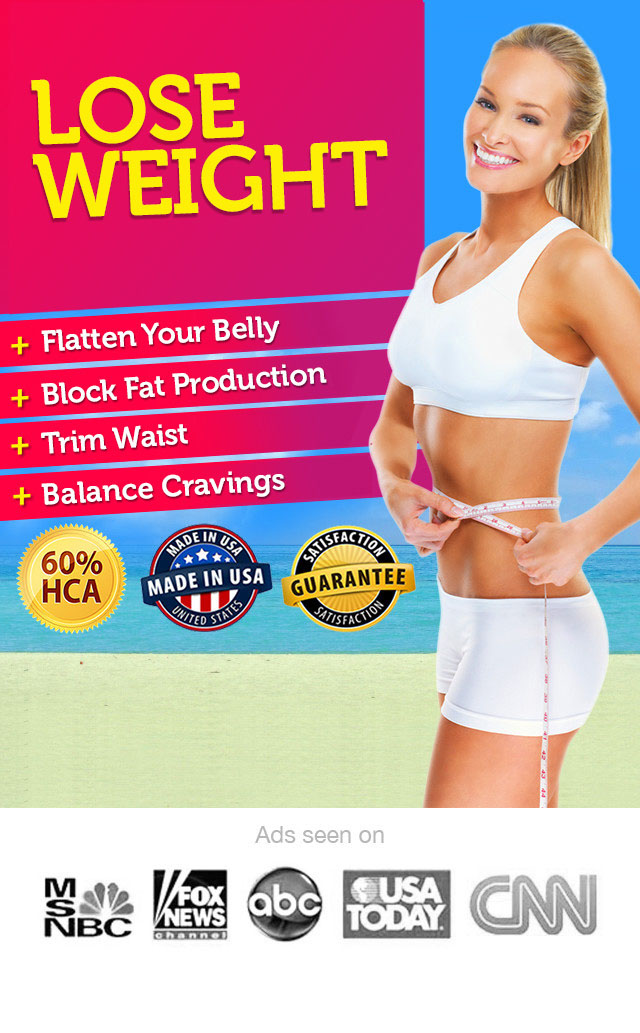 LOSE
WEIGHT
+ Flatten Your Belly
+ Block Fat Production
+ Trim Waist
+ Balance Cravings
60%
HCA
MADE IN USA
MADE IN USA
UNITED STATES
SATISFACTION
GUARANTEE
SATISFACTION
Ads seen on
MSNBC
FOX
NEWS
channel
abc
USA
TODAY
CNN